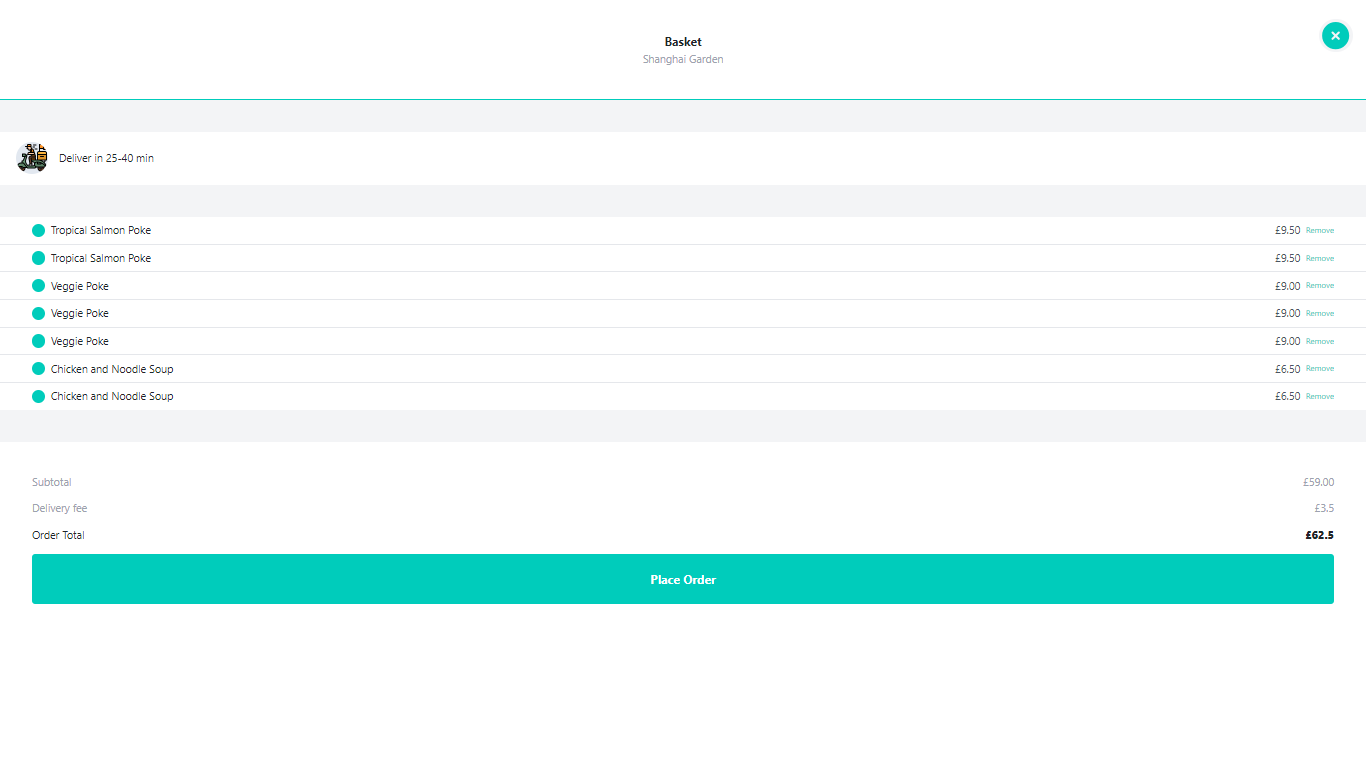 Basket
Shanghai Garden
Deliver in 25-40 min
Tropical Salmon Poke £9.50 Remove
Tropical Salmon Poke £9.50 Remove
Veggie Poke £9.00 Remove
Veggie Poke £9.00 Remove
Veggie Poke £9.00 Remove
Chicken and Noodle Soup £6.50 Remove
Chicken and Noodle Soup £6.50 Remove
Subtotal £59.00
Delivery fee £3.5
Order Total £62.5
Place Order